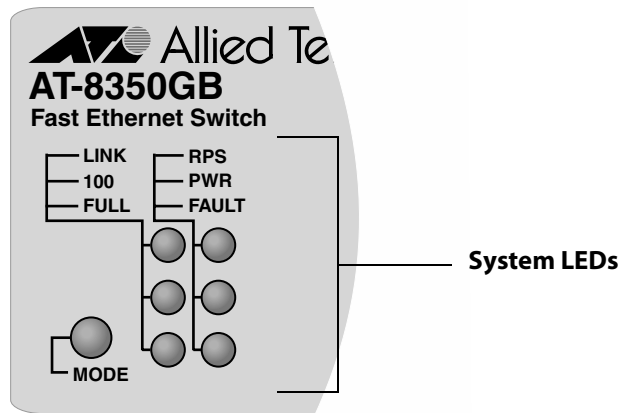 Allied Te
AT-8350GB
Fast Ethernet Switch
LINK RPS
100 PWR
FULL FAULT
System LEDs
MODE